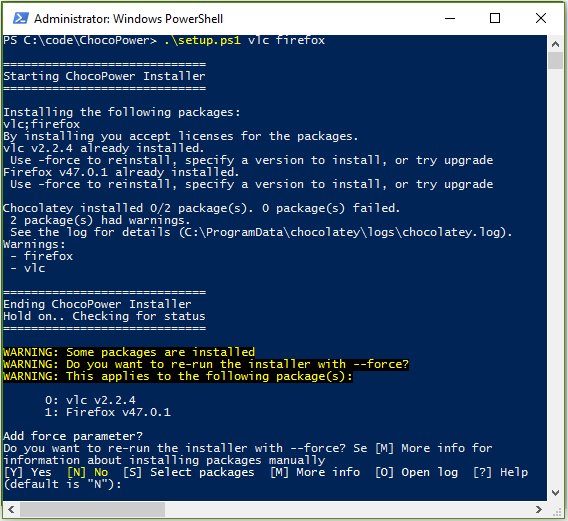 Administrator: Windows PowerShell
PS C:\code\ChocoPower> .\setup.ps1 vlc firefox
=============================
Starting ChocoPower Installer
=============================
Installing the following packages:
vlc;firefox
By installing you accept licenses for the packages.
vlc v2.2.4 already installed.
Use -force to reinstall, specify a version to install, or try upgrade
Firefox v47.0.1 already installed.
Use -force to reinstall, specify a version to install, or try upgrade
Chocolatey installed 0/2 package(s). 0 package(s) failed.
2 package(s) had warnings.
See the log for details (C:\ProgramData\chocolatey\logs\chocolatey.log).
Warnings:
- firefox
- vlc
=============================
Ending ChocoPower Installer
Hold on.. Checking for status
=============================
WARNING: Some packages are installed
WARNING: Do you want to re-run the installer with --force?
WARNING: This applies to the following package(s):
0: vlc v2.2.4
1: Firefox v47.0.1
Add force parameter?
Do you want to re-run the installer with --force? Se [M] More info for
information about installing packages manually
[Y] Yes [N] No [S] Select packages [M] More info [O] Open log [?] Help
(default is "N"):